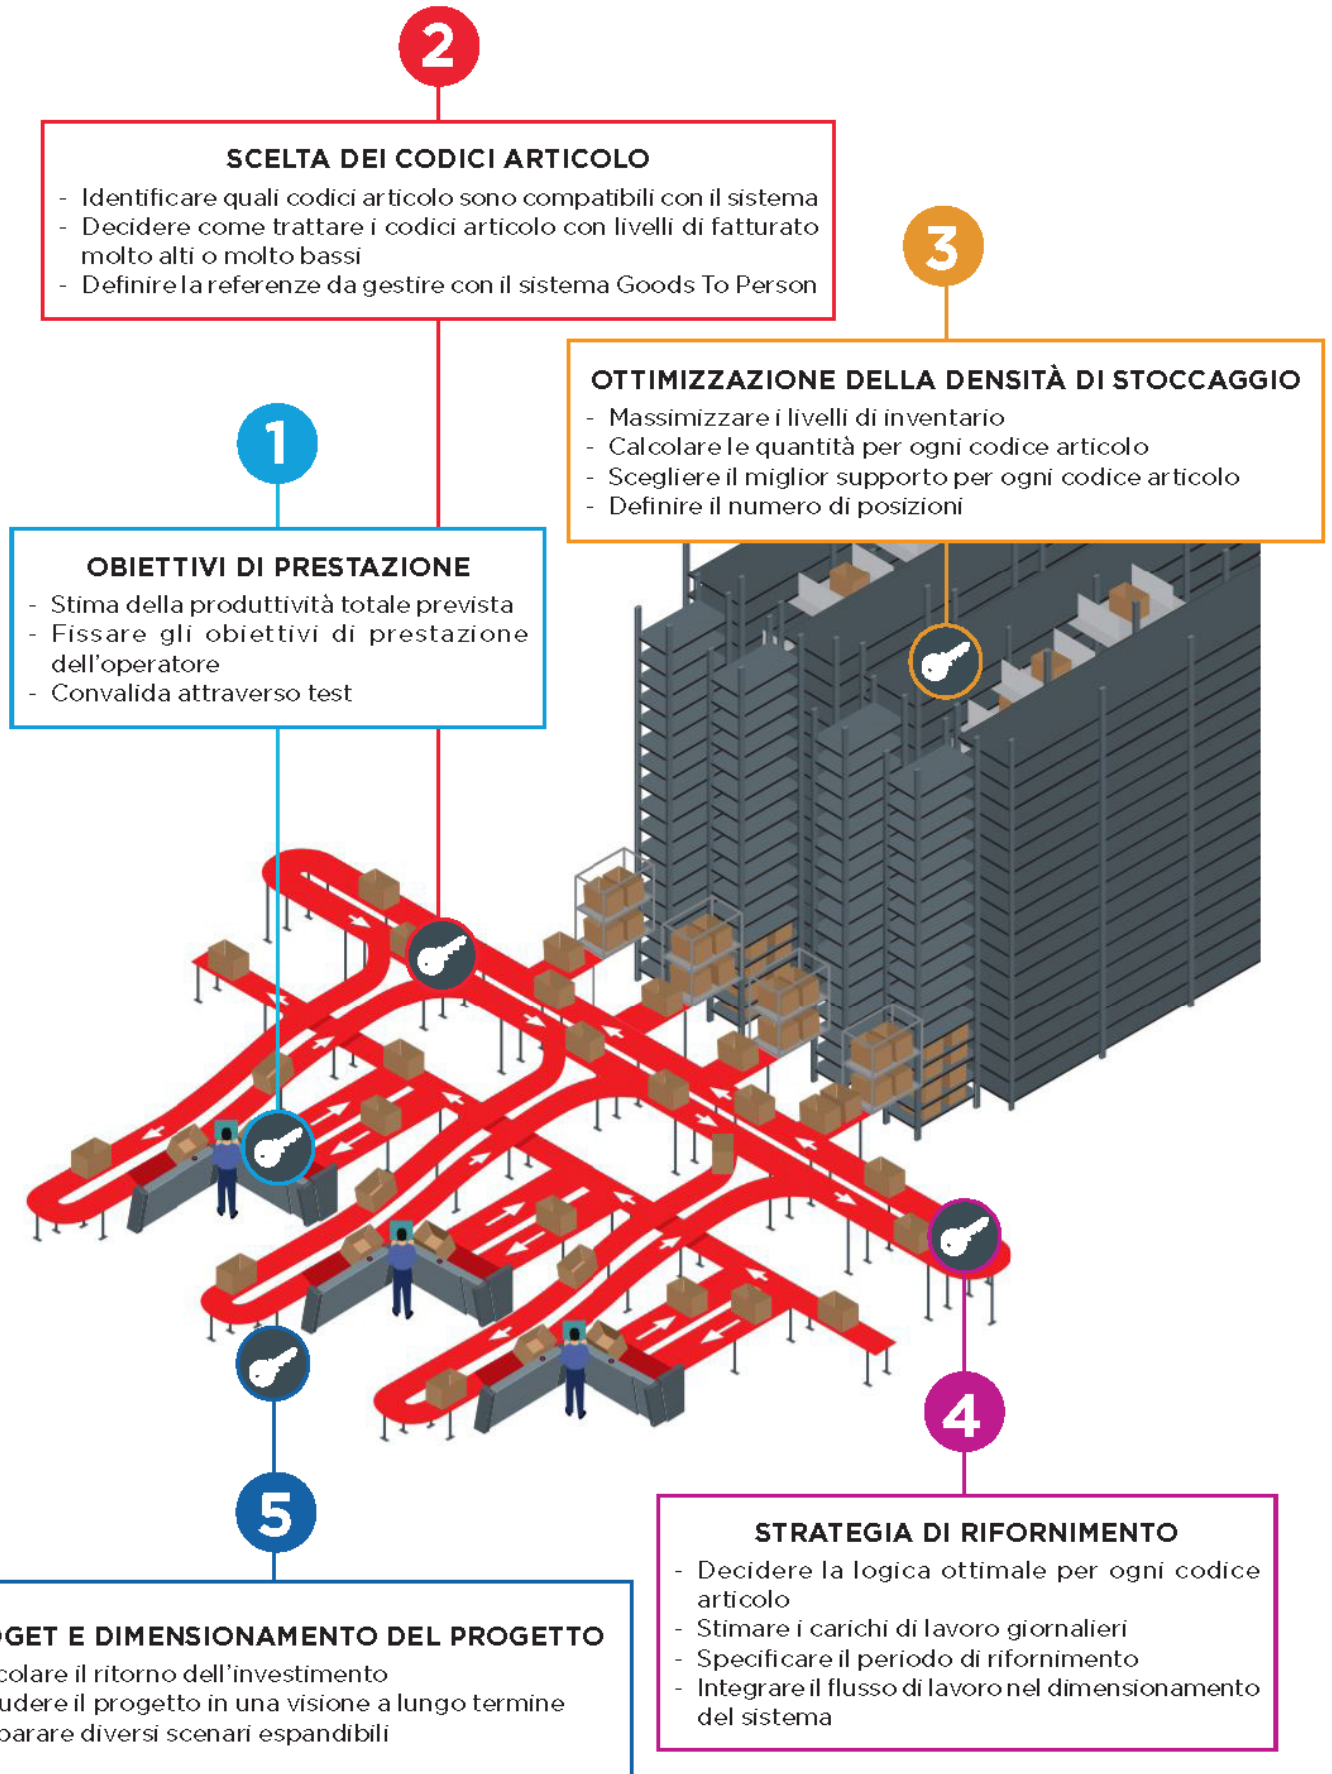 2
SCELTA DEI CODICI ARTICOLO
- Identificare quali codici articolo sono compatibili con il sistema
- Decidere come trattare i codici articolo con livelli di fatturato
molto alti o molto bassi
- Definire la referenze da gestire con il sistema Goods To Person
3
OTTIMIZZAZIONE DELLA DENSITÀ DI STOCCAGGIO
- Massimizzare i livelli di inventario
- Calcolare le quantità per ogni codice articolo
- Scegliere il miglior supporto per ogni codice articolo
- Definire il numero di posizioni
1
OBIETTIVI DI PRESTAZIONE
- Stima della produttività totale prevista
- Fissare gli obiettivi di prestazione
dell'operatore
- Convalida attraverso test
4
STRATEGIA DI RIFORNIMENTO
- Decidere la logica ottimale per ogni codice
articolo
- Stimare i carichi di lavoro giornalieri
- Specificare il periodo di rifornimento
- Integrare il flusso di lavoro nel dimensionamento
del sistema
5
E DIMENSIONAMENTO DEL PROGETTO
il ritorno dell'investimento
il progetto in una visione a lungo termine
diversi scenari espandibili